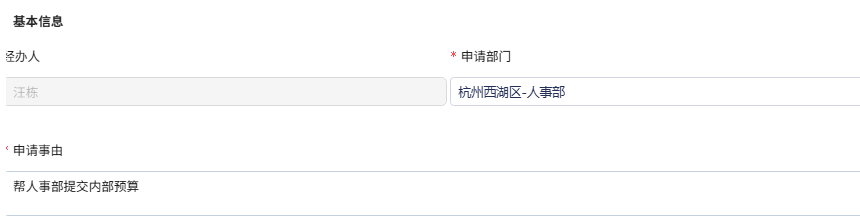 基本信息
经办人
* 申请部门
汪栋
杭州西湖区-人事部
* 申请事由
帮人事部提交内部预算